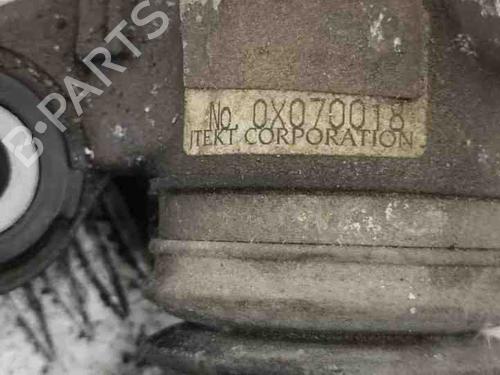 B-Parts
No. 0X070018
JTEKT CORPORATION